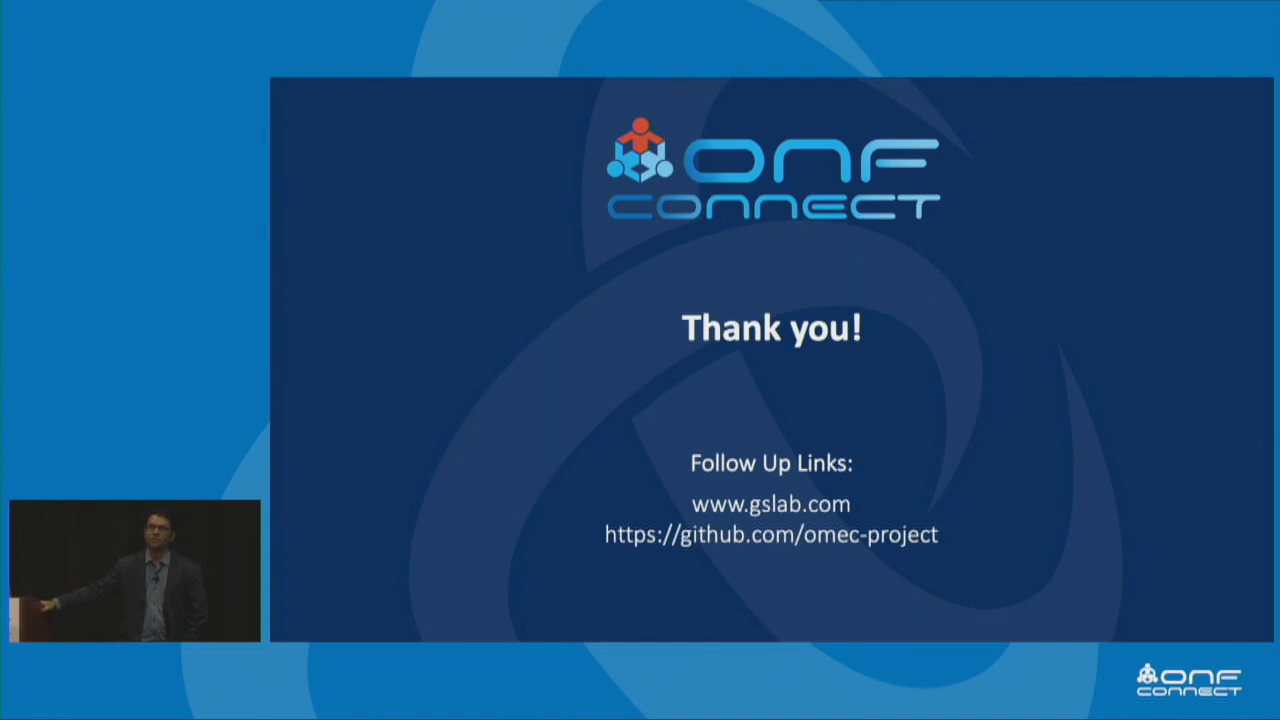 ONF
CONNECT
Thank you!
Follow Up Links:
www.gslab.com
https://github.com/omec-project
ONF
CONNECT